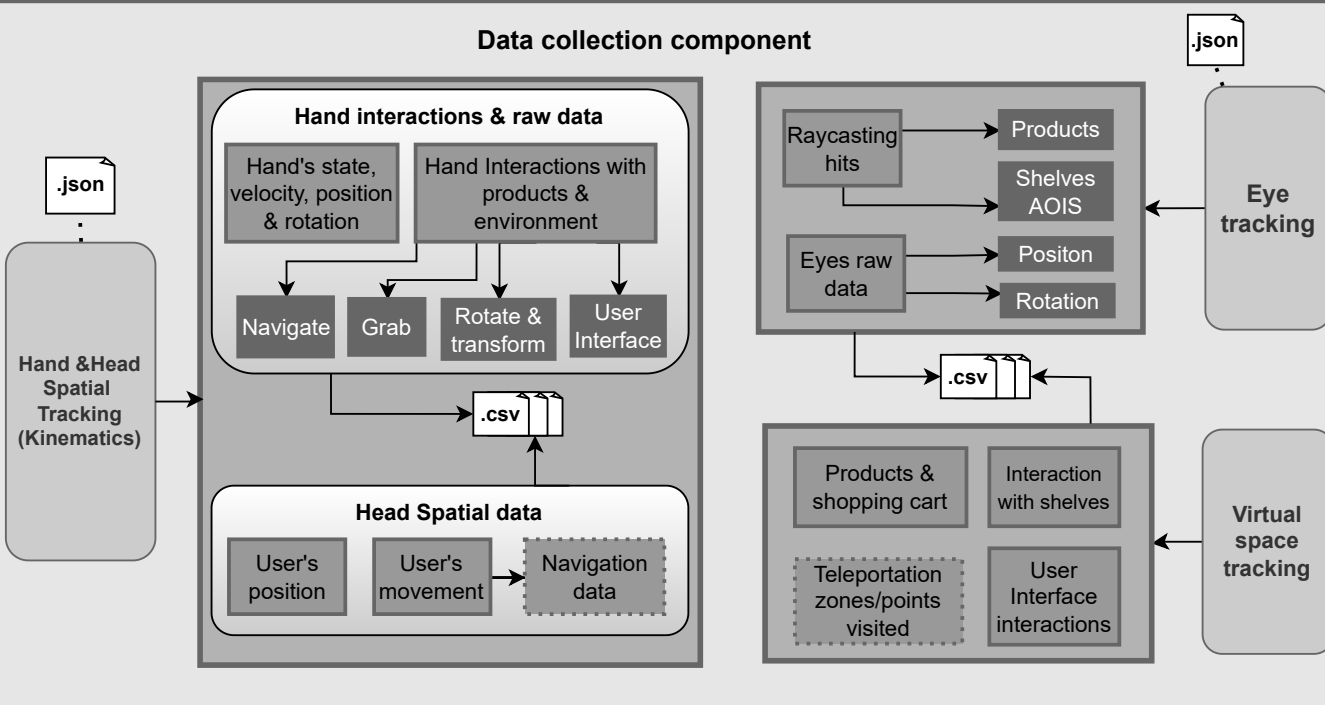 Data collection component
.json
Hand &Head
Spatial
Tracking
(Kinematics)
Hand interactions & raw data
Hand's state,
velocity, position
& rotation
Hand Interactions with
products &
environment
Navigate
Grab
Rotate &
transform
User
Interface
.csv
Head Spatial data
User's
position
User's
movement
Navigation
data
.json
Eye
tracking
Raycasting
hits
Products
Shelves
AOIS
Eyes raw
data
Positon
Rotation
.csv
Products &
shopping cart
Interaction
with shelves
Teleportation
zones/points
visited
User
Interface
interactions
Virtual
space
tracking